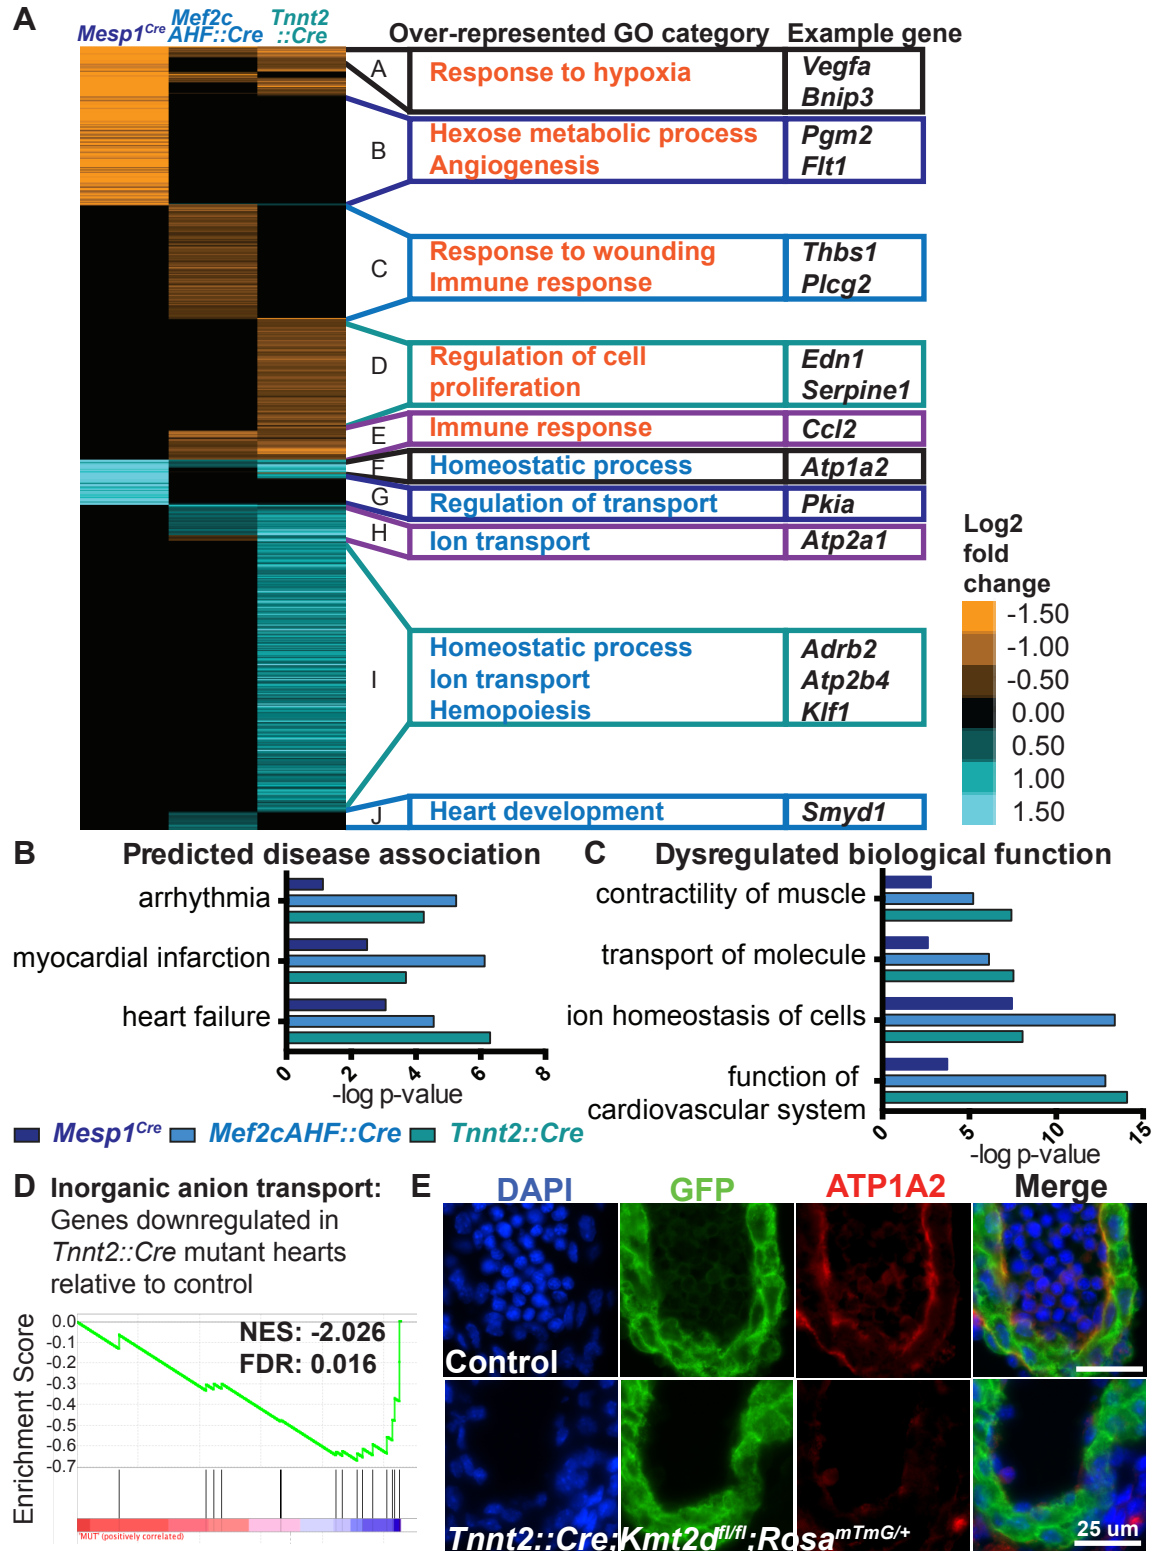 A
Mesp1Cre
Mef2c
AHF::Cre
Tnnt2
::Cre
Over-represented GO category
Example gene
A
Response to hypoxia
Vegfa
Bnip3
B
Hexose metabolic process
Angiogenesis
Pgm2
Flt1
C
Response to wounding
Immune response
Thbs1
Plcg2
D
Regulation of cell
proliferation
Edn1
Serpine1
E
Immune response
Ccl2
F
Homeostatic process
Atp1a2
G
Regulation of transport
Pkia
H
Ion transport
Atp2a1
I
Homeostatic process
Ion transport
Hemopoiesis
Adrb2
Atp2b4
Klf1
J
Heart development
Smyd1
Log2
fold
change
-1.50
-1.00
-0.50
0.00
0.50
1.00
1.50
B
Predicted disease association
arrhythmia
myocardial infarction
heart failure
0 2 4 6 8
-log p-value
C
Dysregulated biological function
contractility of muscle
transport of molecule
ion homeostasis of cells
function of
cardiovascular system
0 5 10 15
-log p-value
Mesp1Cre Mef2cAHF::Cre Tnnt2::Cre
D
Inorganic anion transport:
Genes downregulated in
Tnnt2::Cre mutant hearts
relative to control
Enrichment Score
0.0
-0.1
-0.2
-0.3
-0.4
-0.5
-0.6
-0.7
NES: -2.026
FDR: 0.016
'MUT' (positively correlated)
E
DAPI
GFP
ATP1A2
Merge
Control
Tnnt2::Cre;Kmt2dfl/fl;RosamTmG/+
25 um